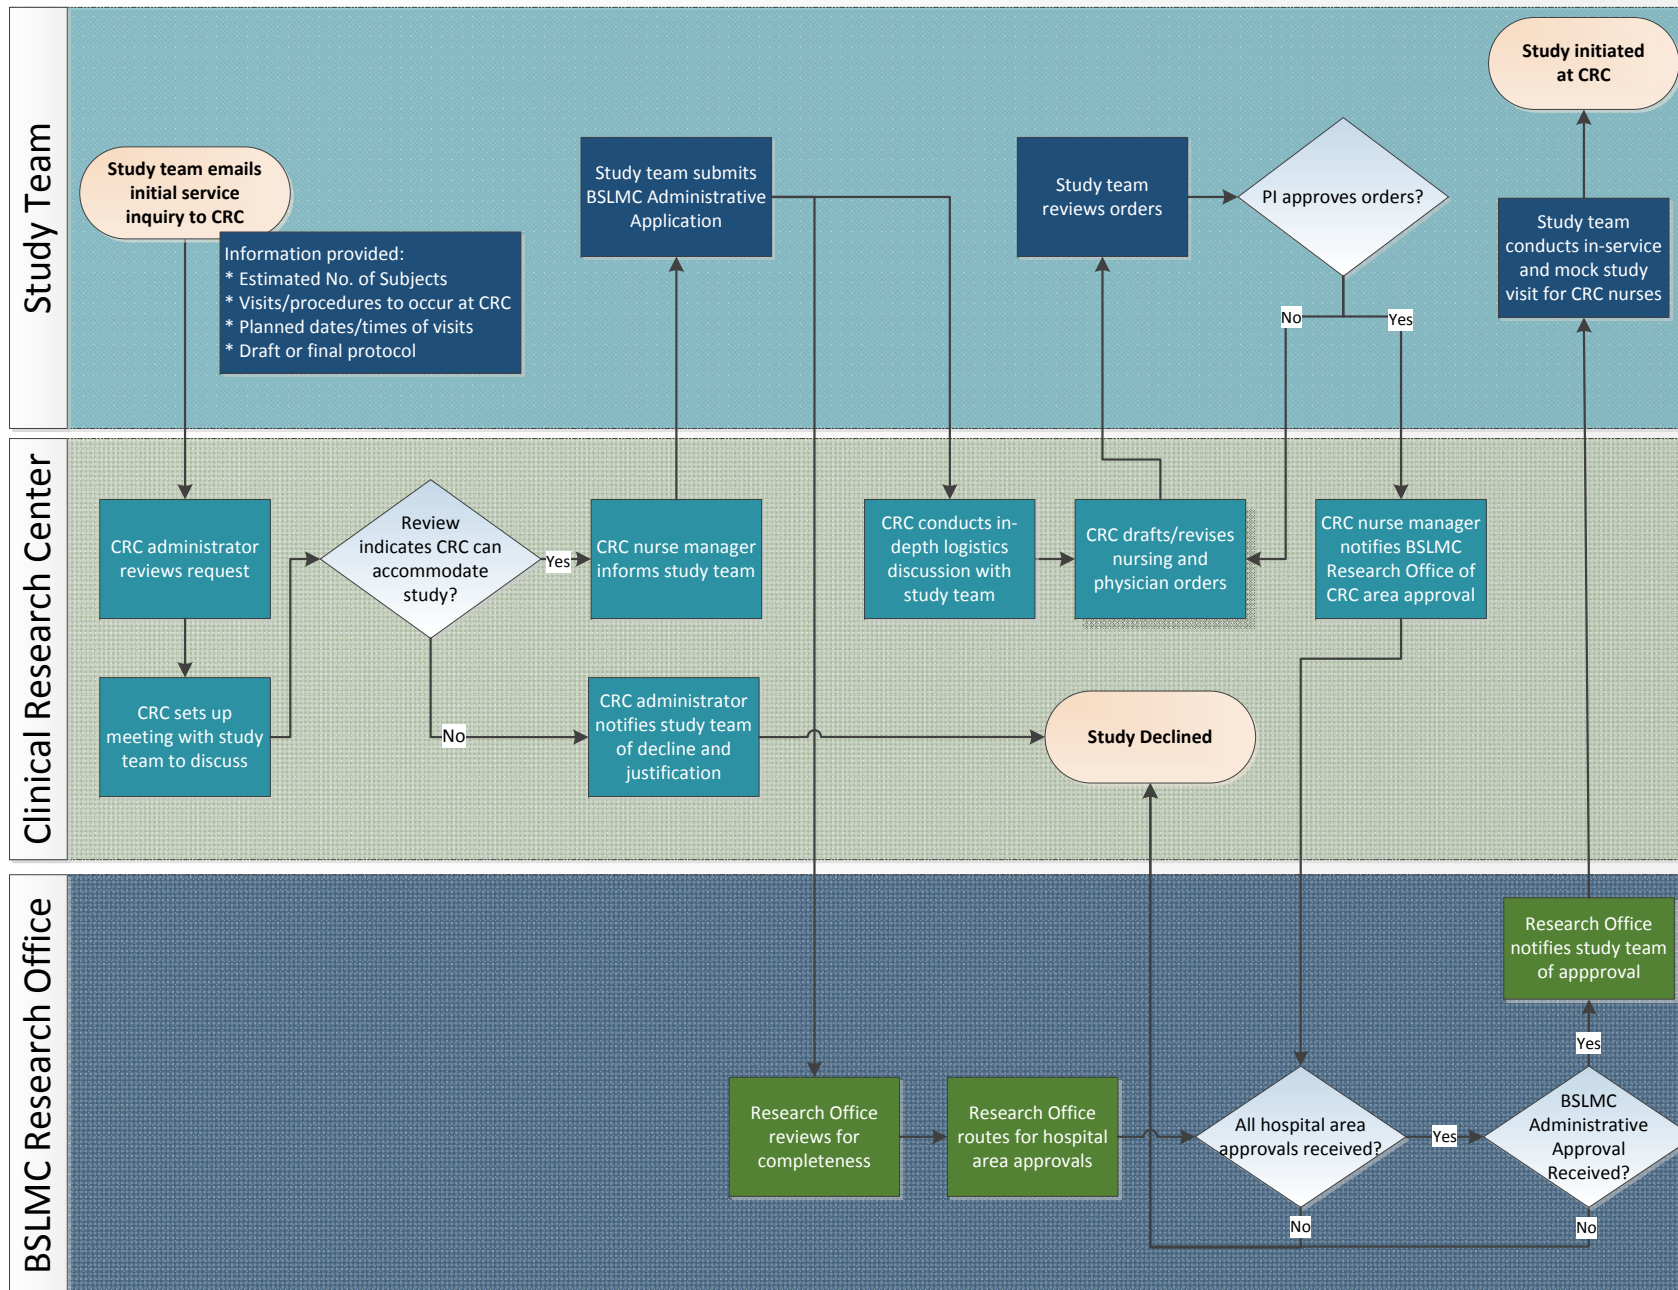 Study Team
Study team emails
initial service
inquiry to CRC
Information provided:
* Estimated No. of Subjects
* Visits/procedures to occur at CRC
* Planned dates/times of visits
* Draft or final protocol
Study team submits
BSLMC Administrative
Application
Study team
reviews orders
PI approves orders?
No
Yes
Study initiated
at CRC
Study team
conducts in-service
and mock study
visit for CRC nurses
Clinical Research Center
CRC administrator
reviews request
CRC sets up
meeting with study
team to discuss
Review
indicates CRC can
accommodate
study?
Yes
No
CRC nurse manager
informs study team
CRC administrator
notifies study team
of decline and
justification
CRC conducts in-
depth logistics
discussion with
study team
CRC drafts/revises
nursing and
physician orders
CRC nurse manager
notifies BSLMC
Research Office of
CRC area approval
Study Declined
BSLMC Research Office
Research Office
reviews for
completeness
Research Office
routes for hospital
area approvals
All hospital area
approvals received?
Yes
No
BSLMC
Administrative
Approval
Received?
Yes
No
Research Office
notifies study team
of appproval